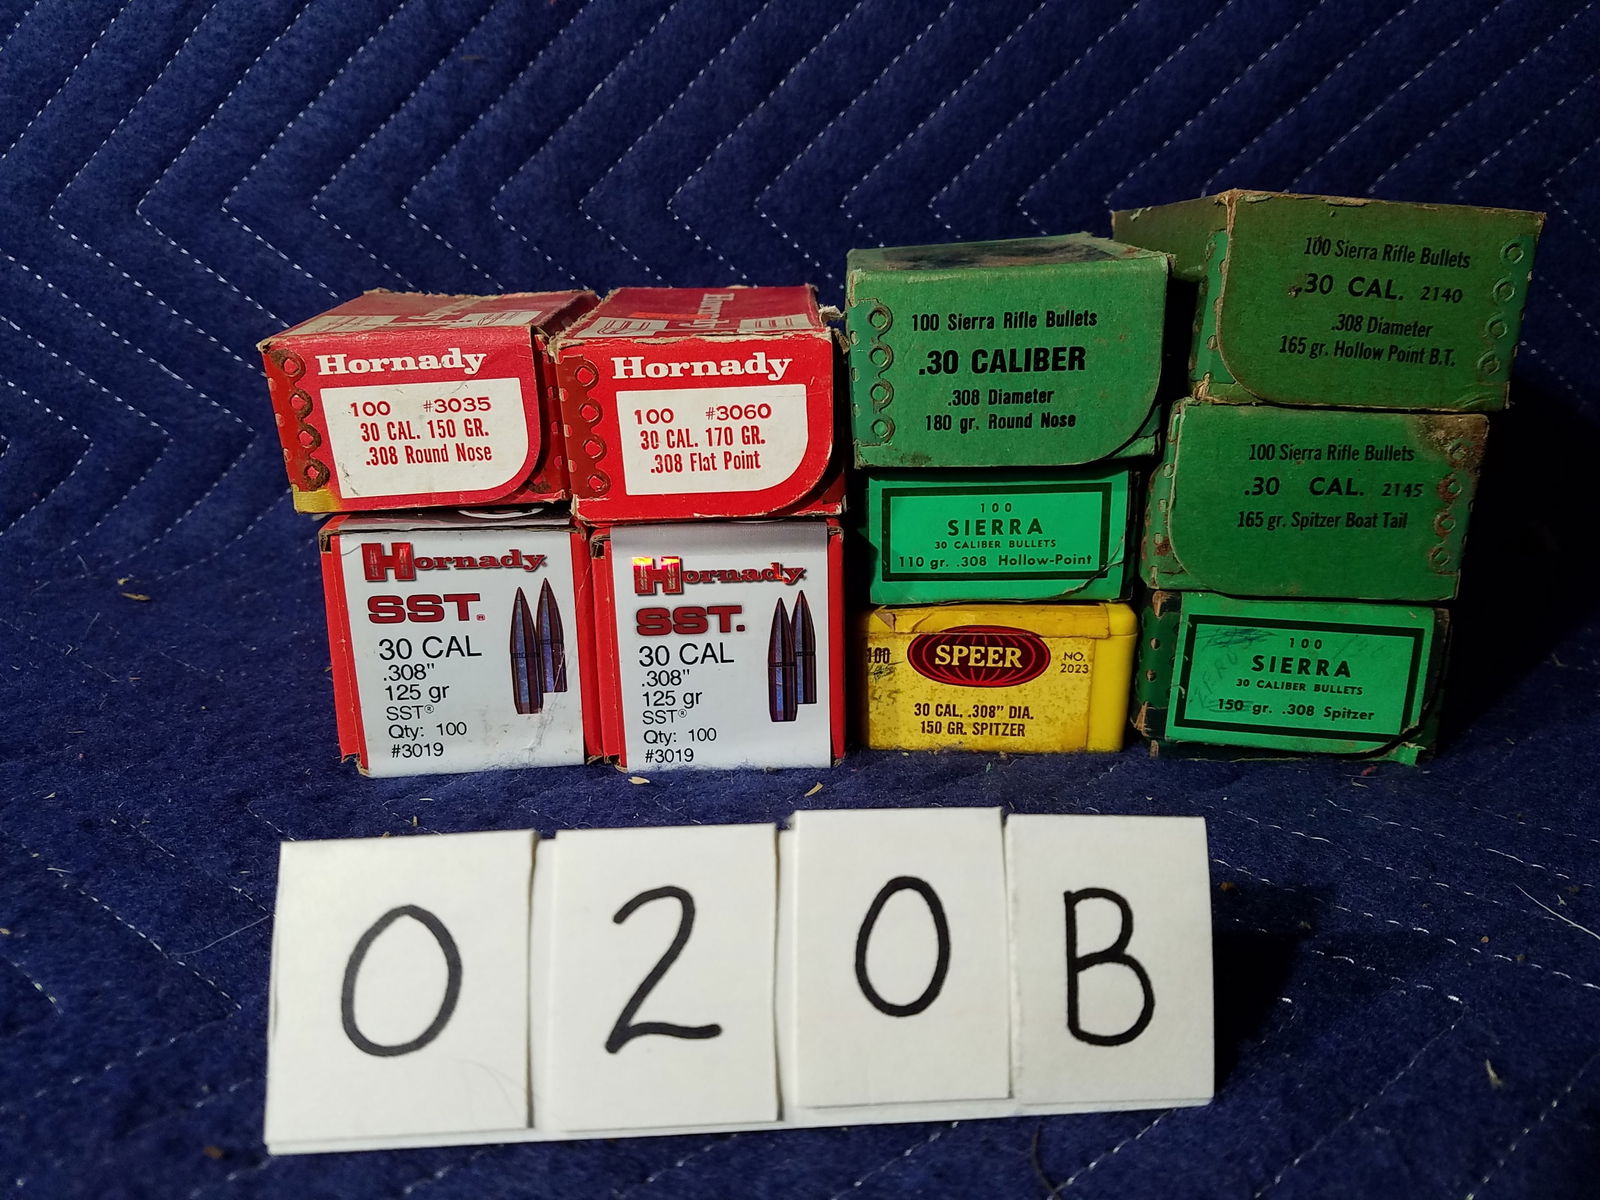 Hornady
100 #3035
30 CAL. 150 GR.
.308 Round Nose
Hornady
100 #3060
30 CAL. 170 GR.
.308 Flat Point
100 Sierra Rifle Bullets
.30 CALIBER
.308 Diameter
180 gr. Round Nose
100 Sierra Rifle Bullets
.30 CAL. 2140
.308 Diameter
165 gr. Hollow Point B.T.
Hornady
SST®
30 CAL
.308"
125 gr
SST®
Qty: 100
#3019
Hornady
SST.
30 CAL
.308"
125 gr
SST®
Qty: 100
#3019
100
SIERRA
30 CALIBER BULLETS
110 gr. .308 Hollow-Point
100 Sierra Rifle Bullets
.30 CAL. 2145
165 gr. Spitzer Boat Tail
100
SPEER
NO.
2023
30 CAL. .308" DIA.
150 GR. SPITZER
100
SIERRA
30 CALIBER BULLETS
150 gr. .308 Spitzer
020B